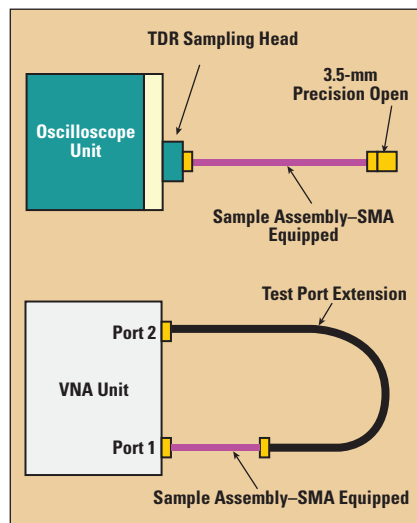 TDR Sampling Head
3.5-mm
Precision Open
Oscilloscope
Unit
Sample Assembly–SMA
Equipped
Test Port Extension
Port 2
VNA Unit
Port 1
Sample Assembly–SMA Equipped